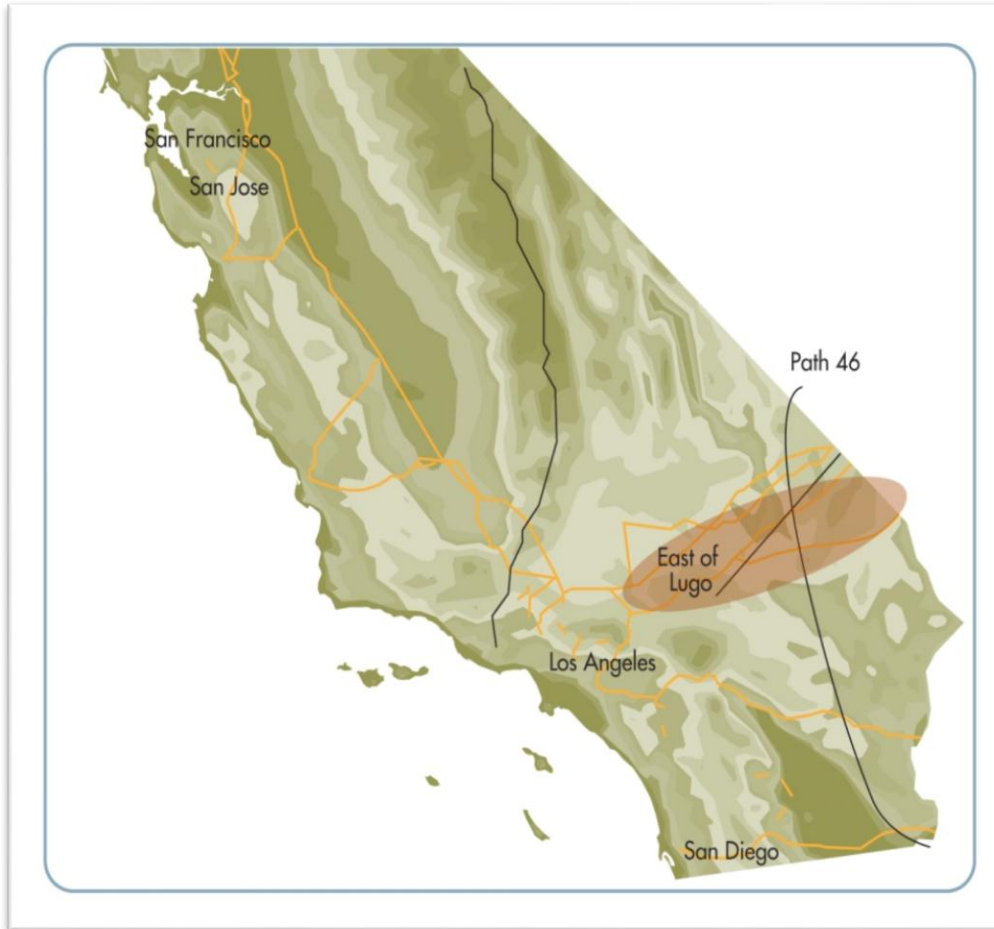 San Francisco
San Jose
Path 46
East of
Lugo
Los Angeles
San Diego